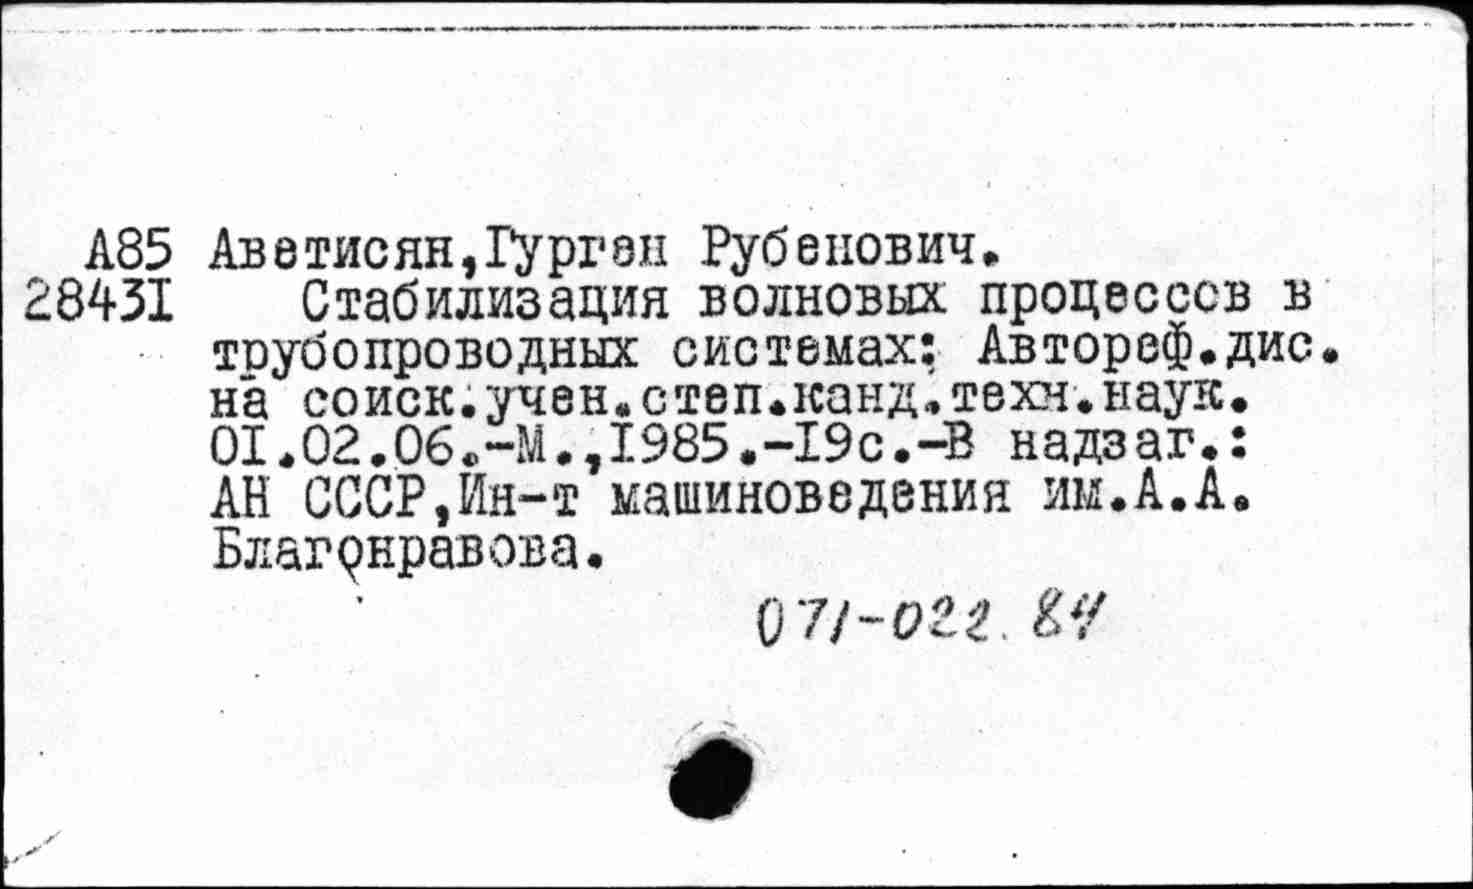 А85 Аветисян,Гурген Рубенович.
28431 Стабилизация волновых процессов в
трубопроводных системах: Автореф.дис.
на соиск.учен.степ.канд.техн.наук.
01.02.06.-М.,1985.-19с.-В надзаг.:
АН СССР,Ин-т машиноведения им.А.А.
Благонравова.
071-022.84